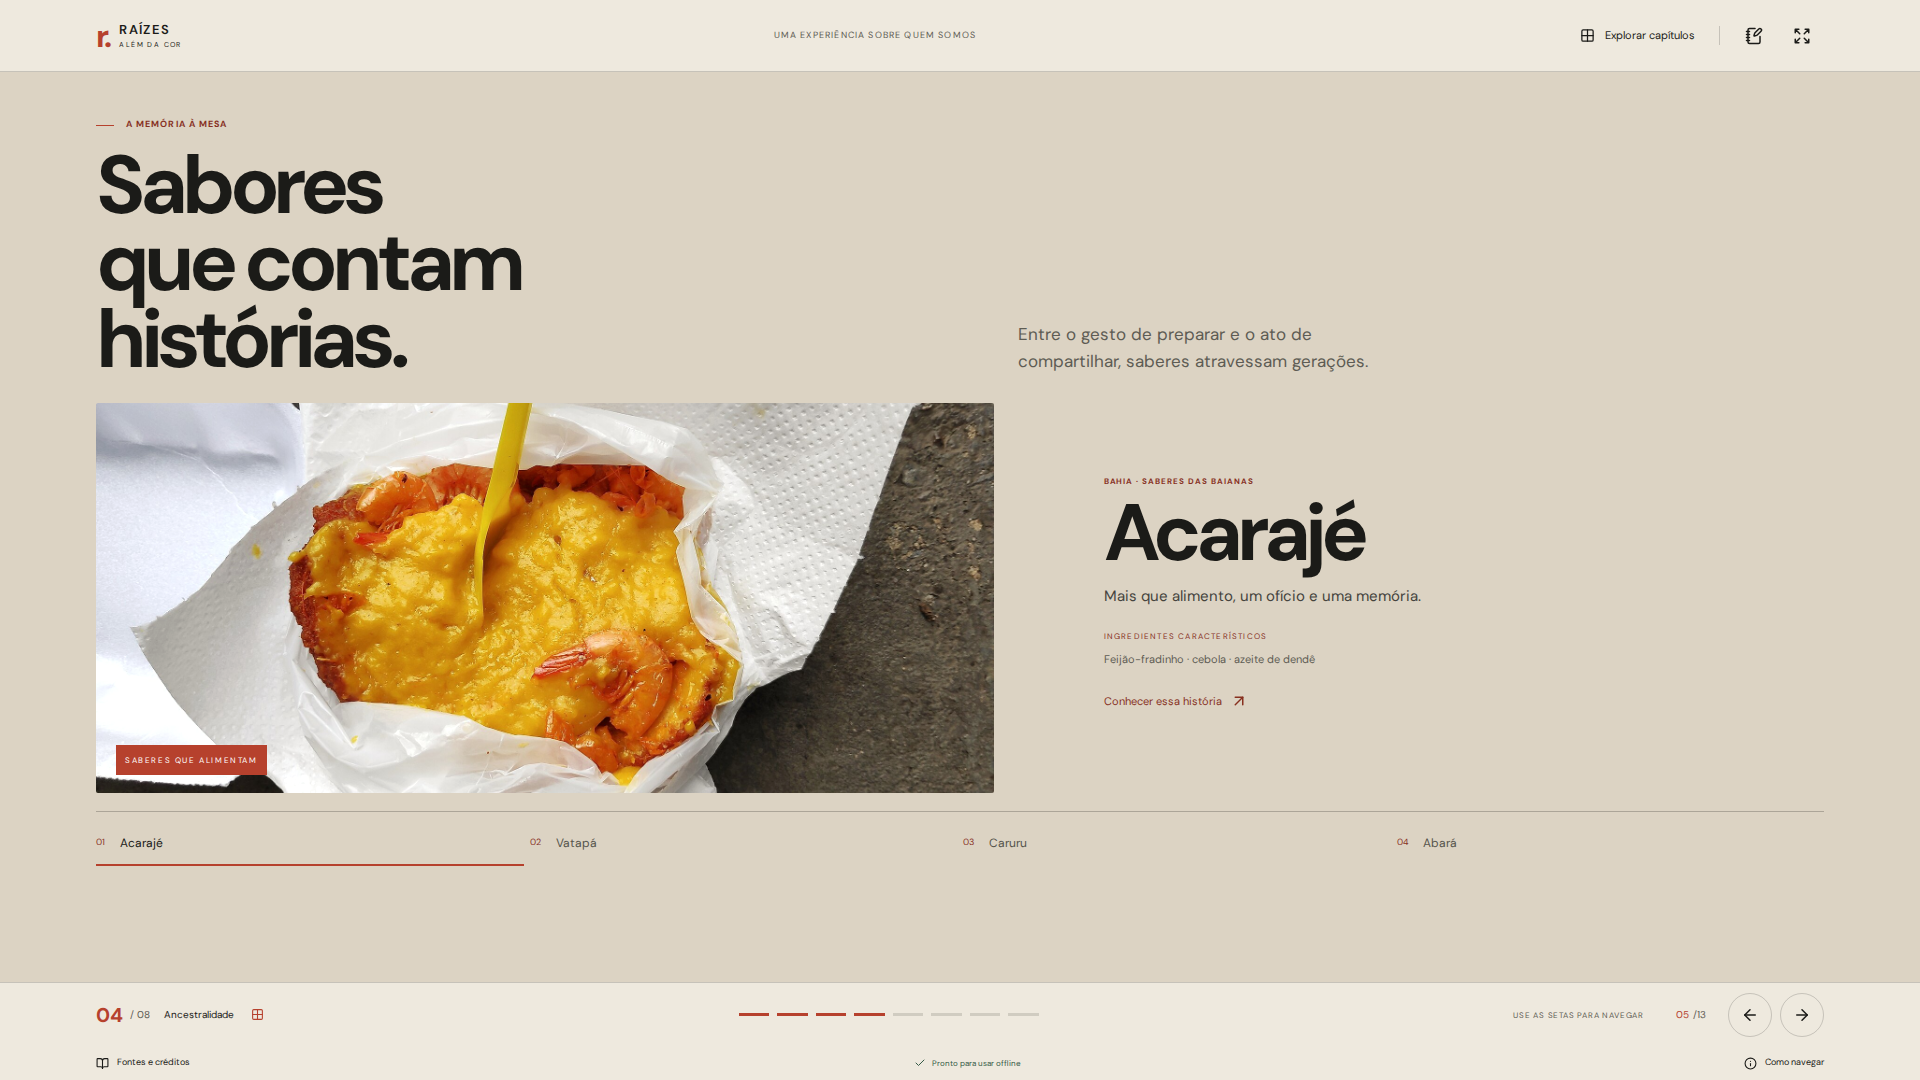 r. RAÍZES
ALÉM DA COR
UMA EXPERIÊNCIA SOBRE QUEM SOMOS
Explorar capítulos
A MEMÓRIA À MESA
Sabores
que contam
histórias.
Entre o gesto de preparar e o ato de
compartilhar, saberes atravessam gerações.
SABERES QUE ALIMENTAM
BAHIA · SABERES DAS BAIANAS
Acarajé
Mais que alimento, um ofício e uma memória.
INGREDIENTES CARACTERÍSTICOS
Feijão-fradinho · cebola · azeite de dendê
Conhecer essa história
01 Acarajé
02 Vatapá
03 Caruru
04 Abará
04 / 08 Ancestralidade
USE AS SETAS PARA NAVEGAR
05 /13
Fontes e créditos
Pronto para usar offline
Como navegar